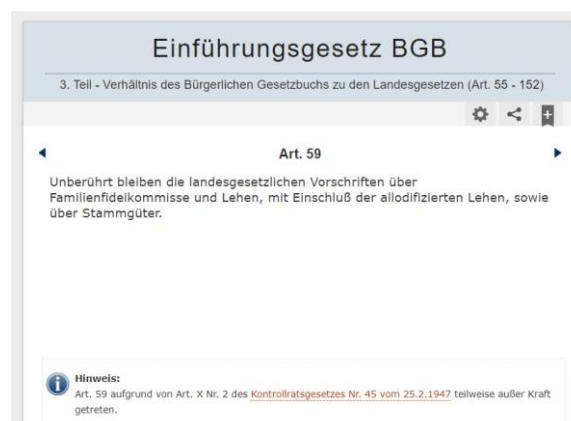 Einführungsgesetz BGB
3. Teil - Verhältnis des Bürgerlichen Gesetzbuchs zu den Landesgesetzen (Art. 55 - 152)
Art. 59
Unberührt bleiben die landesgesetzlichen Vorschriften über
Familienfideikommisse und Lehen, mit Einschluß der allodifizierten Lehen, sowie
über Stammgüter.
Hinweis:
Art. 59 aufgrund von Art. X Nr. 2 des Kontrollratsgesetzes Nr. 45 vom 25.2.1947 teilweise außer Kraft
getreten.